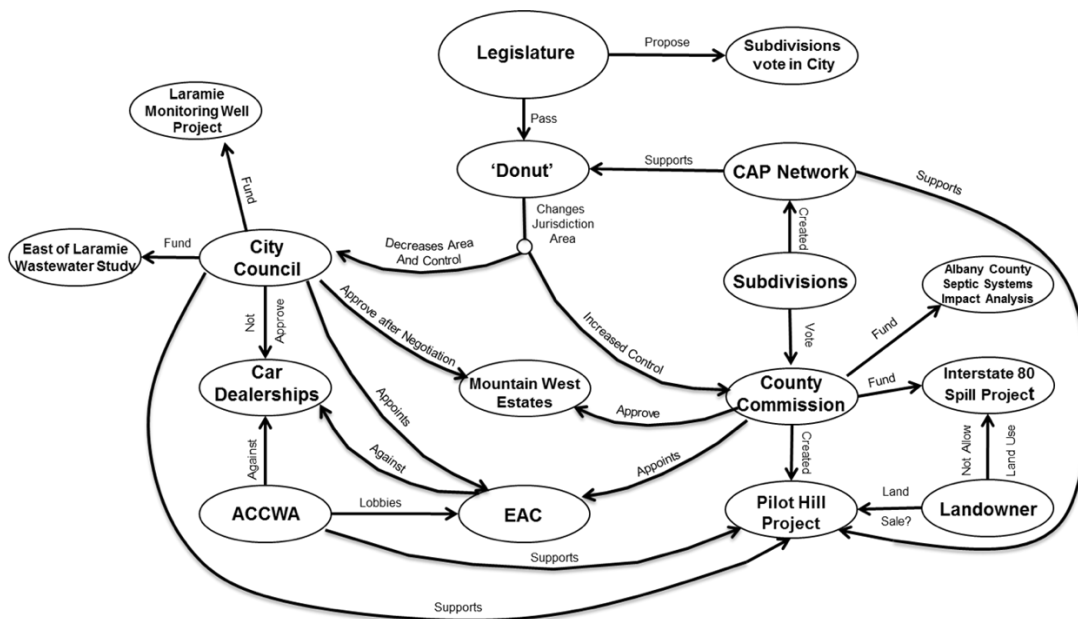 Legislature
Propose
Subdivisions
vote in City
Laramie
Monitoring Well
Project
Pass
Fund
'Donut'
Supports
CAP Network
Supports
Changes
Jurisdiction
Area
Created
East of Laramie
Wastewater Study
Fund
City
Council
Decreases Area
And Control
Subdivisions
Albany County
Septic Systems
Impact Analysis
Not
Approve
Approve after Negotiation
Increased Control
Vote
Fund
Car
Dealerships
Appoints
Mountain West
Estates
Approve
County
Commission
Fund
Interstate 80
Spill Project
Against
Against
Appoints
Created
Not Allow
Land Use
ACCWA
Lobbies
EAC
Pilot Hill
Project
Land
Sale?
Landowner
Supports
Supports